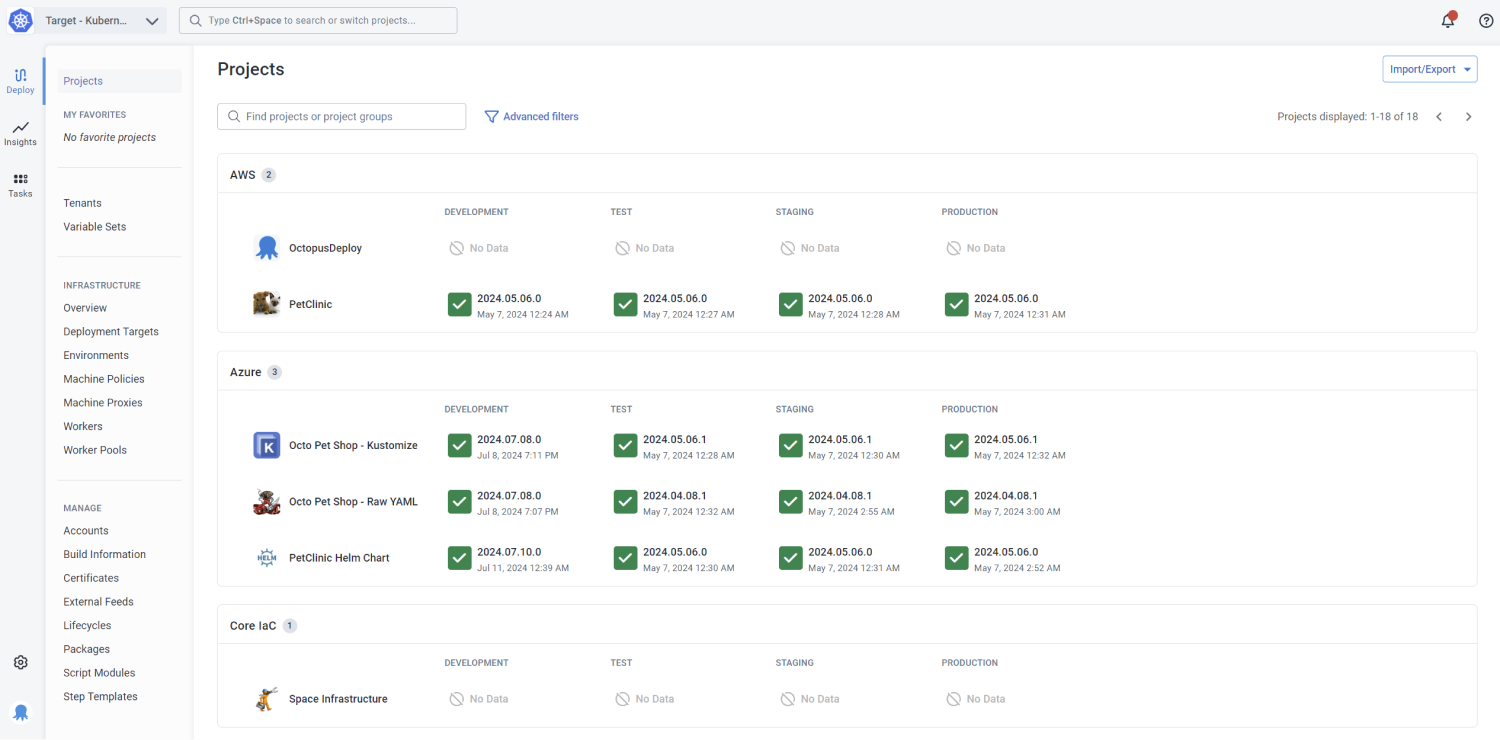 Target - Kubern...
Type Ctrl+Space to search or switch projects...
Deploy
Insights
Tasks
Projects
MY FAVORITES
No favorite projects
Tenants
Variable Sets
INFRASTRUCTURE
Overview
Deployment Targets
Environments
Machine Policies
Machine Proxies
Workers
Worker Pools
MANAGE
Accounts
Build Information
Certificates
External Feeds
Lifecycles
Packages
Script Modules
Step Templates
Projects
Import/Export
Find projects or project groups
Advanced filters
Projects displayed: 1-18 of 18
AWS 2
DEVELOPMENT TEST STAGING PRODUCTION
OctopusDeploy No Data No Data No Data No Data
PetClinic
2024.05.06.0 2024.05.06.0 2024.05.06.0 2024.05.06.0
May 7, 2024 12:24 AM May 7, 2024 12:27 AM May 7, 2024 12:28 AM May 7, 2024 12:31 AM
Azure 3
DEVELOPMENT TEST STAGING PRODUCTION
K Octo Pet Shop - Kustomize
2024.07.08.0 2024.05.06.1 2024.05.06.1 2024.05.06.1
Jul 8, 2024 7:11 PM May 7, 2024 12:28 AM May 7, 2024 12:30 AM May 7, 2024 12:32 AM
Octo Pet Shop - Raw YAML
2024.07.08.0 2024.04.08.1 2024.04.08.1 2024.04.08.1
Jul 8, 2024 7:07 PM May 7, 2024 12:32 AM May 7, 2024 2:55 AM May 7, 2024 3:00 AM
HELM PetClinic Helm Chart
2024.07.10.0 2024.05.06.0 2024.05.06.0 2024.05.06.0
Jul 11, 2024 12:39 AM May 7, 2024 12:30 AM May 7, 2024 12:31 AM May 7, 2024 2:52 AM
Core IaC 1
DEVELOPMENT TEST STAGING PRODUCTION
Space Infrastructure No Data No Data No Data No Data